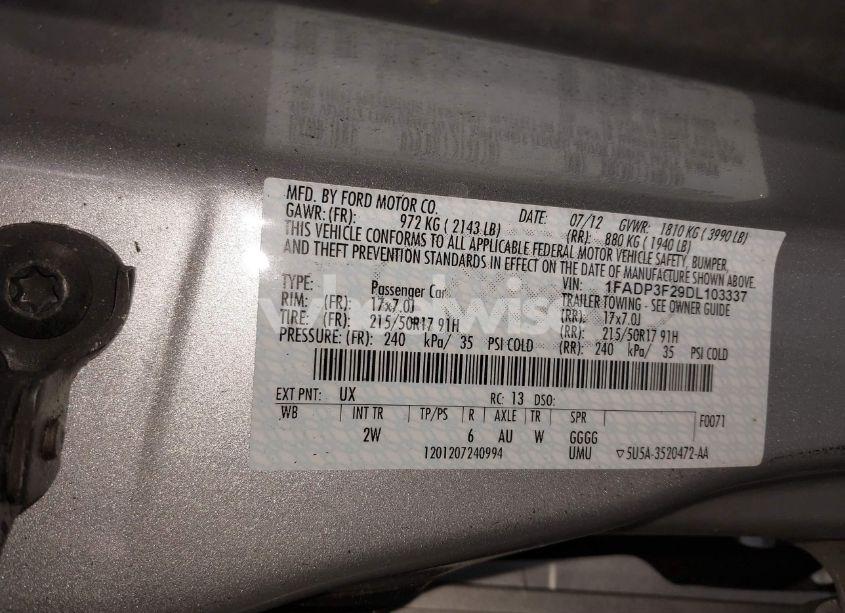 MFD. BY FORD MOTOR CO. DATE: 07/12 GVWR: 1810 KG ( 3990 LB)
GAWR: (FR): 972 KG ( 2143 LB) (RR): 880 KG ( 1940 LB)
THIS VEHICLE CONFORMS TO ALL APPLICABLE FEDERAL MOTOR VEHICLE SAFETY, BUMPER,
AND THEFT PREVENTION STANDARDS IN EFFECT ON THE DATE OF MANUFACTURE SHOWN ABOVE.
TYPE: Passenger Car VIN: 1FADP3F29DL103337
TRAILER TOWING - SEE OWNER GUIDE
RIM: (FR): 17x7.0J (RR): 17x7.0J
TIRE: (FR): 215/50R17 91H (RR): 215/50R17 91H
PRESSURE: (FR): 240 kPa/ 35 PSI COLD (RR): 240 kPa/ 35 PSI COLD
EXT PNT: UX RC: 13 DSO:
WB INT TR TP/PS R AXLE TR SPR F0071
2W 6 AU W GGGG
1201207240994 UMU ▽5U5A-3520472-AA